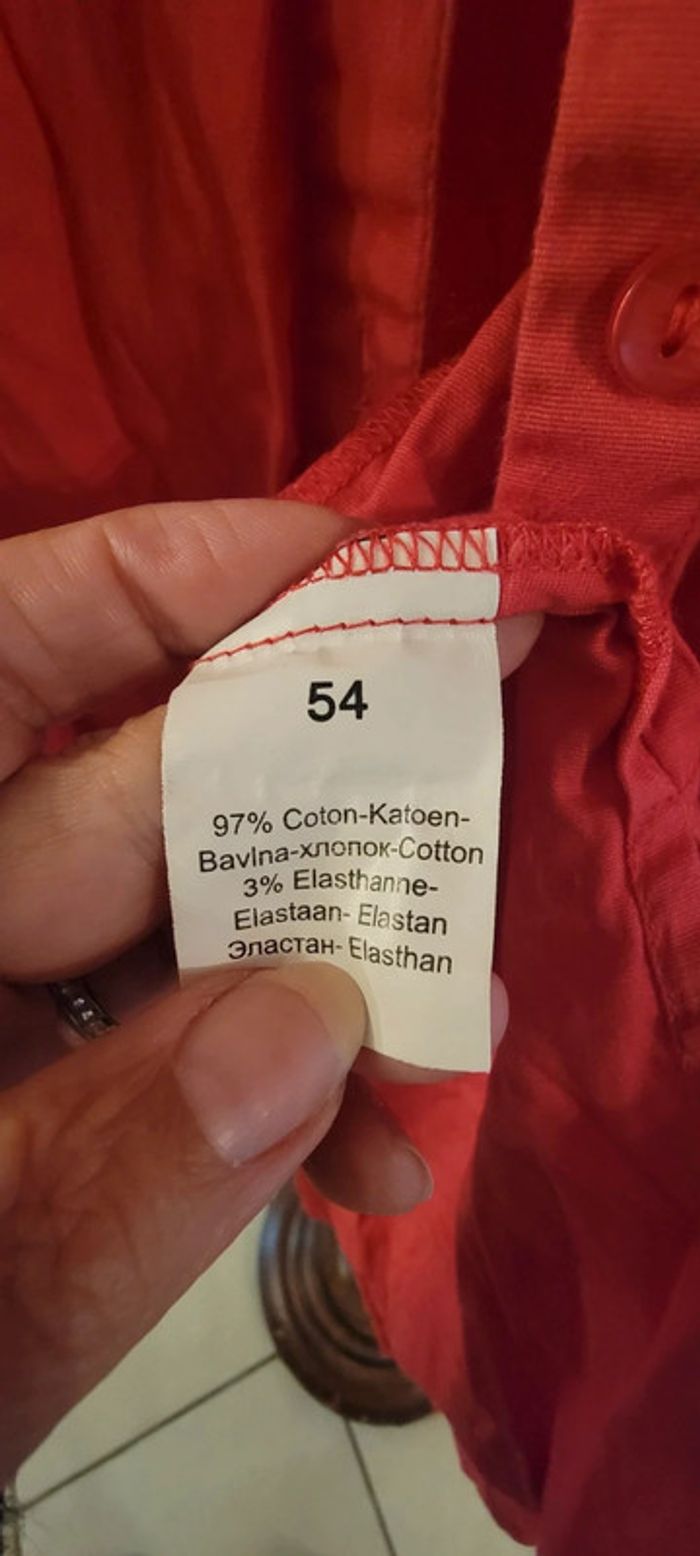 54
97% Coton-Katoen-
Bavlna-хлопок-Cotton
3% Elasthanne-
Elastaan- Elastan
Эластан- Elasthan